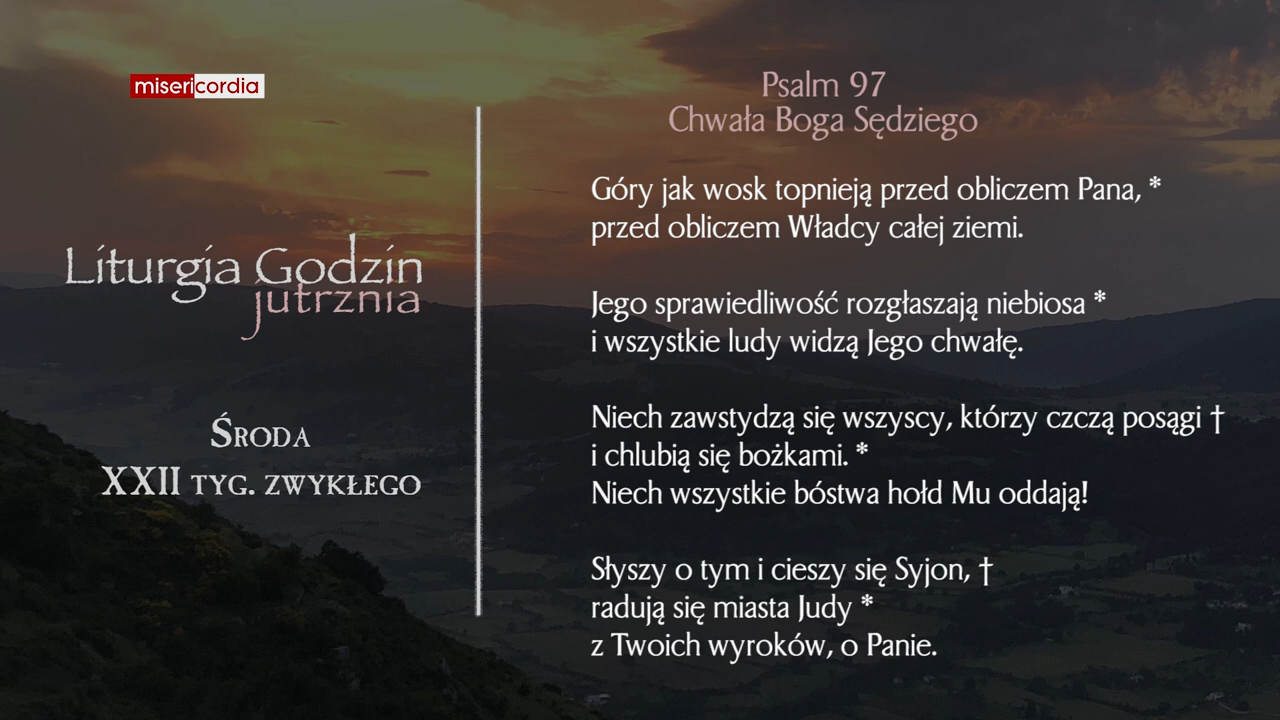 misericordia
Liturgia Godzin
jutrznia
Środa
XXII tyg. zwykłego
Psalm 97
Chwała Boga Sędziego
Góry jak wosk topnieją przed obliczem Pana, *
przed obliczem Władcy całej ziemi.
Jego sprawiedliwość rozgłaszają niebiosa *
i wszystkie ludy widzą Jego chwałę.
Niech zawstydzą się wszyscy, którzy czczą posągi †
i chlubią się bożkami. *
Niech wszystkie bóstwa hołd Mu oddają!
Słyszy o tym i cieszy się Syjon, †
radują się miasta Judy *
z Twoich wyroków, o Panie.